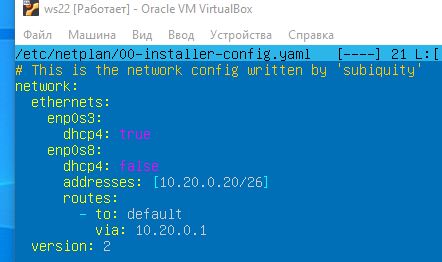 ws22 [Работает] - Oracle VM VirtualBox
Файл Машина Вид Ввод Устройства Справка
/etc/netplan/00-installer-config.yaml [----] 21 L:[
# This is the network config written by 'subiquity'
network:
  ethernets:
    enp0s3:
      dhcp4: true
    enp0s8:
      dhcp4: false
      addresses: [10.20.0.20/26]
      routes:
        - to: default
          via: 10.20.0.1
  version: 2